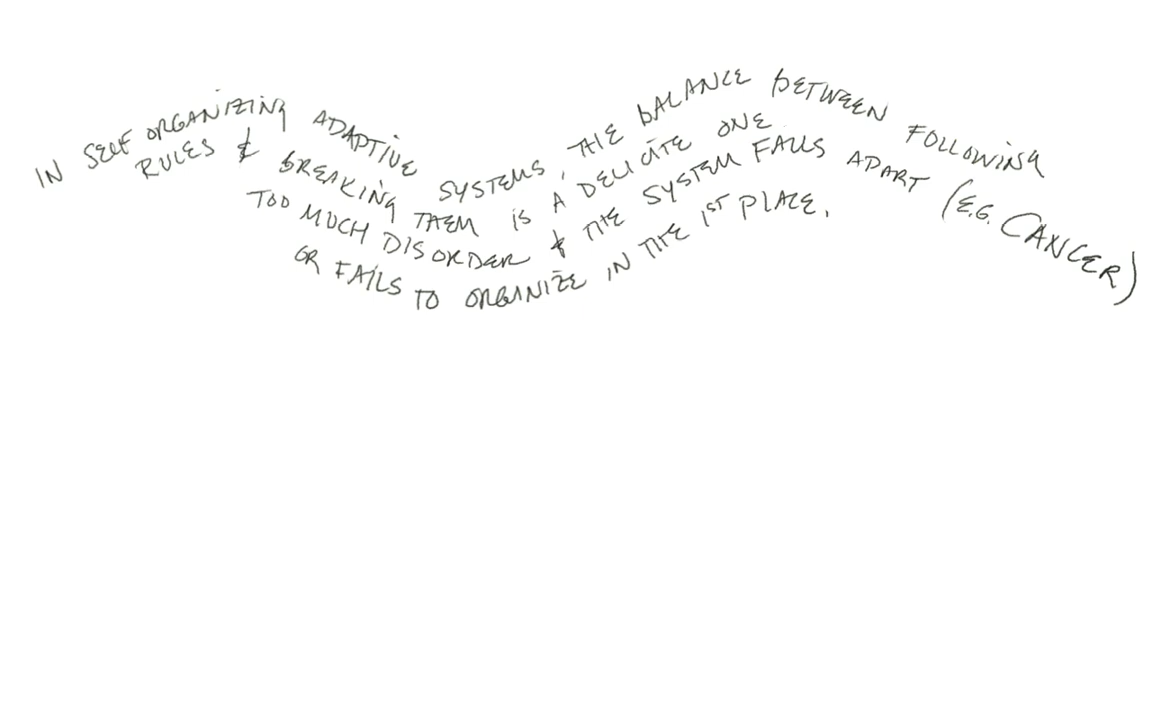 IN SELF ORGANIZING ADAPTIVE SYSTEMS, THE BALANCE BETWEEN FOLLOWING
RULES & BREAKING THEM IS A DELICATE ONE
TOO MUCH DISORDER & THE SYSTEM FALLS APART (E.G. CANCER)
OR FAILS TO ORGANIZE IN THE 1ST PLACE.